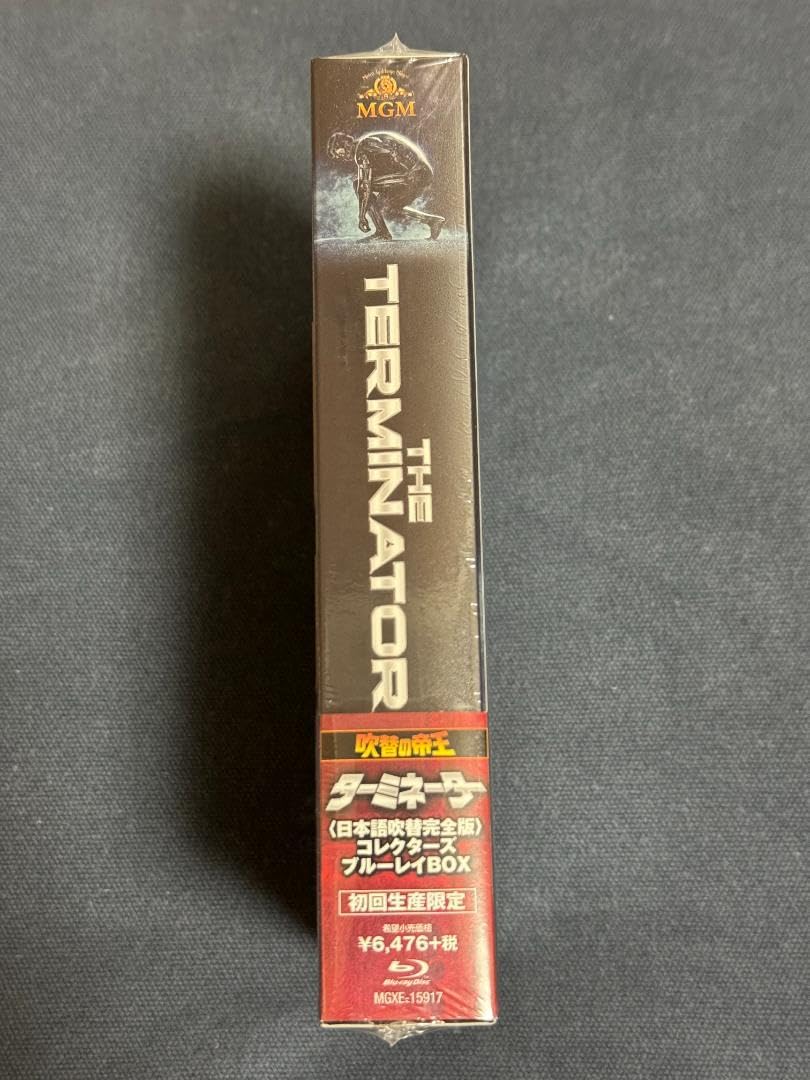 MGM
THE
TERMINATOR
吹替の帝王
ターミネーター
〈日本語吹替完全版〉
コレクターズ
ブルーレイBOX
初回生産限定
希望小売価格
¥6,476+税
Blu-ray Disc
MGXE-15917